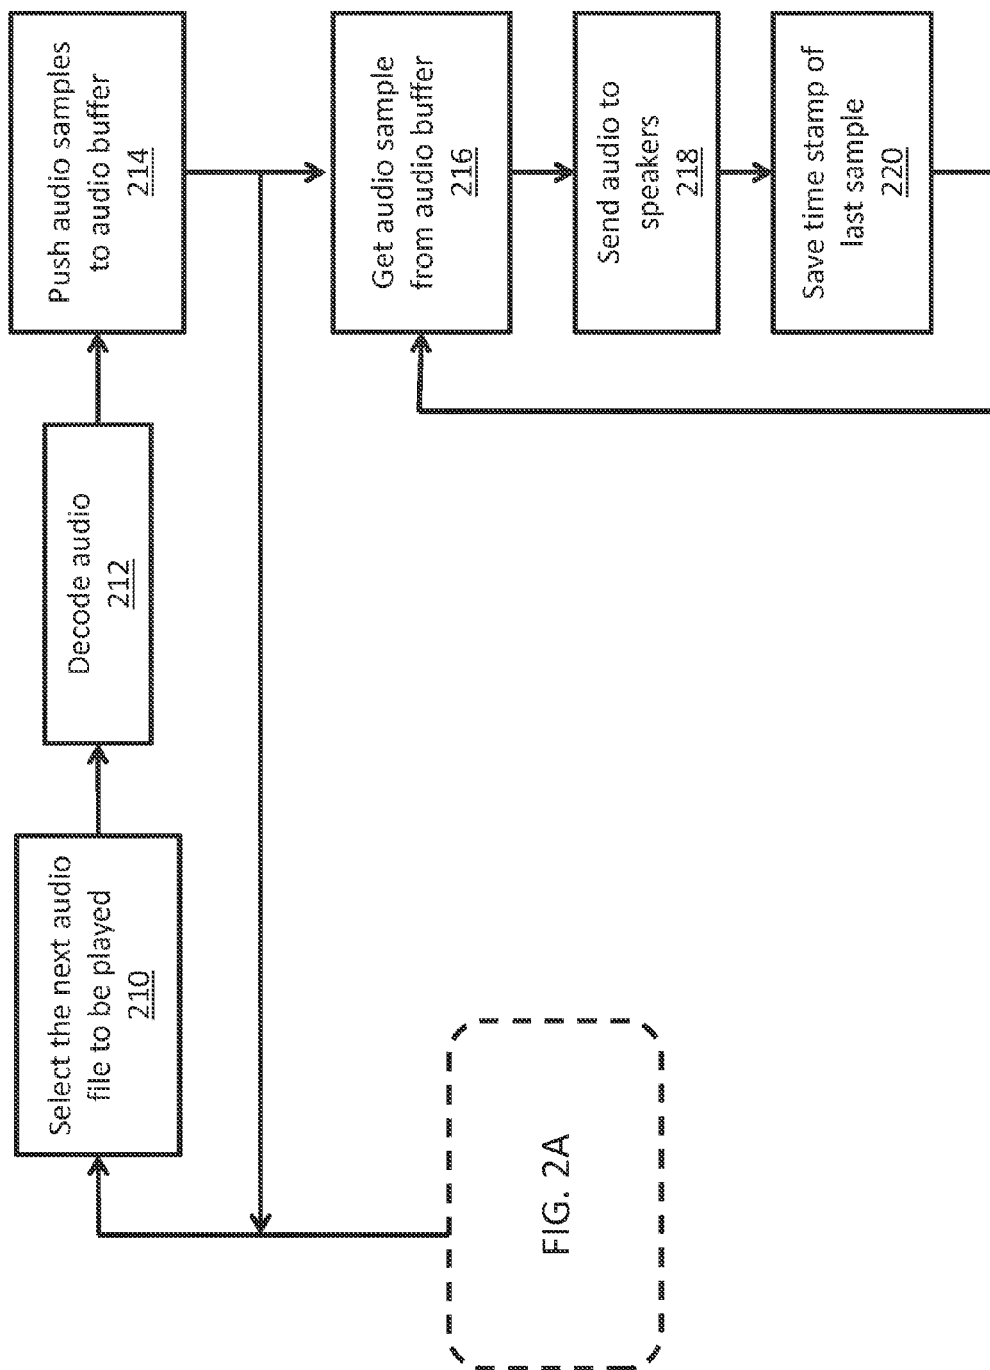 Select the next audio
file to be played
210
Decode audio
212
Push audio samples
to audio buffer
214
Get audio sample
from audio buffer
216
Send audio to
speakers
218
Save time stamp of
last sample
220
FIG. 2A